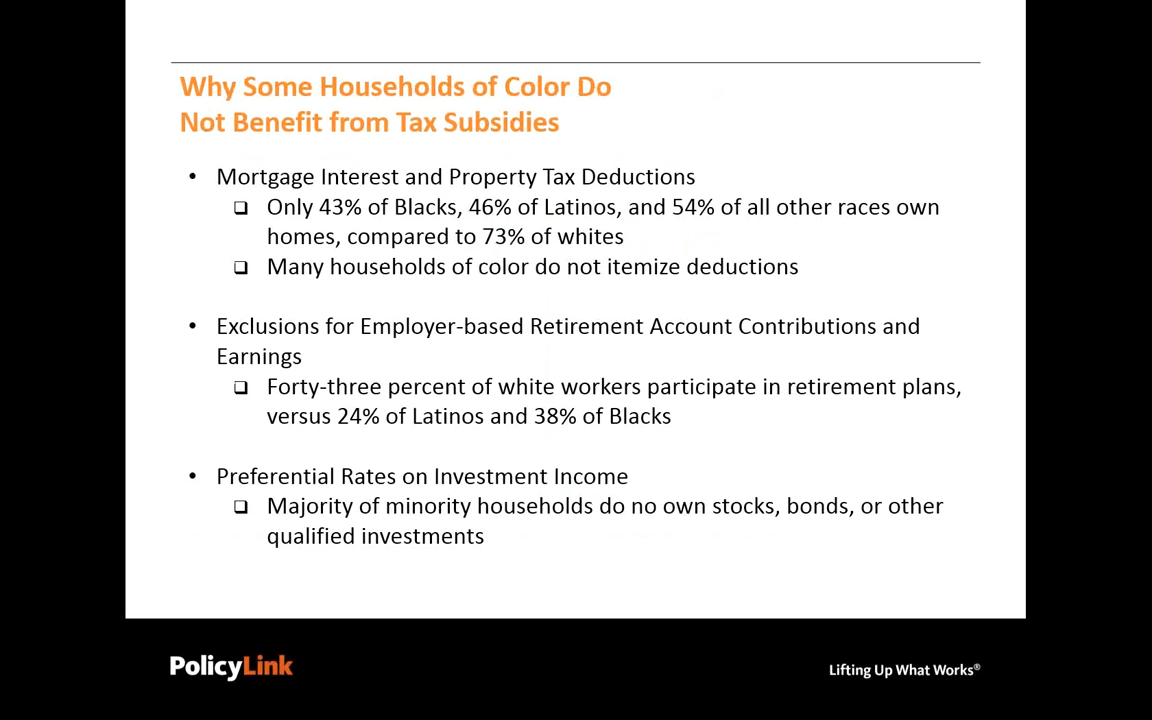 Why Some Households of Color Do
Not Benefit from Tax Subsidies
• Mortgage Interest and Property Tax Deductions
❑ Only 43% of Blacks, 46% of Latinos, and 54% of all other races own
homes, compared to 73% of whites
❑ Many households of color do not itemize deductions
• Exclusions for Employer-based Retirement Account Contributions and
Earnings
❑ Forty-three percent of white workers participate in retirement plans,
versus 24% of Latinos and 38% of Blacks
• Preferential Rates on Investment Income
❑ Majority of minority households do no own stocks, bonds, or other
qualified investments
PolicyLink
Lifting Up What Works®